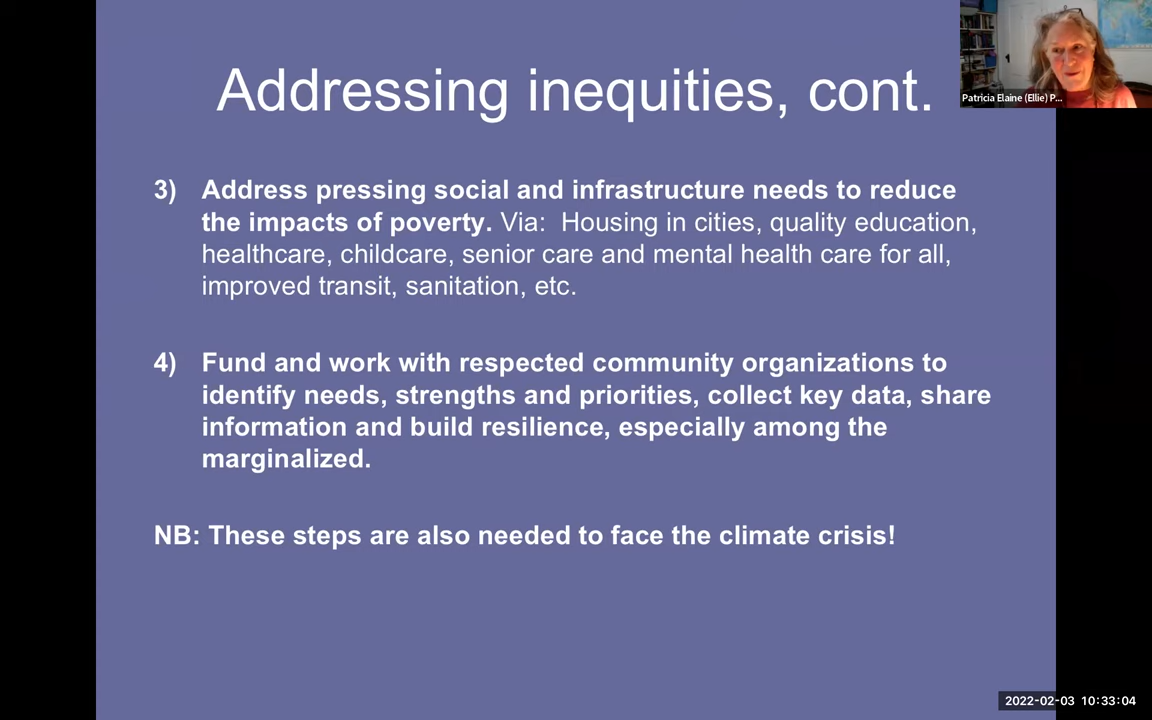 Addressing inequities, cont.
Patricia Elaine (Ellie) P...
3) Address pressing social and infrastructure needs to reduce
the impacts of poverty. Via: Housing in cities, quality education,
healthcare, childcare, senior care and mental health care for all,
improved transit, sanitation, etc.
4) Fund and work with respected community organizations to
identify needs, strengths and priorities, collect key data, share
information and build resilience, especially among the
marginalized.
NB: These steps are also needed to face the climate crisis!
2022-02-03 10:33:04